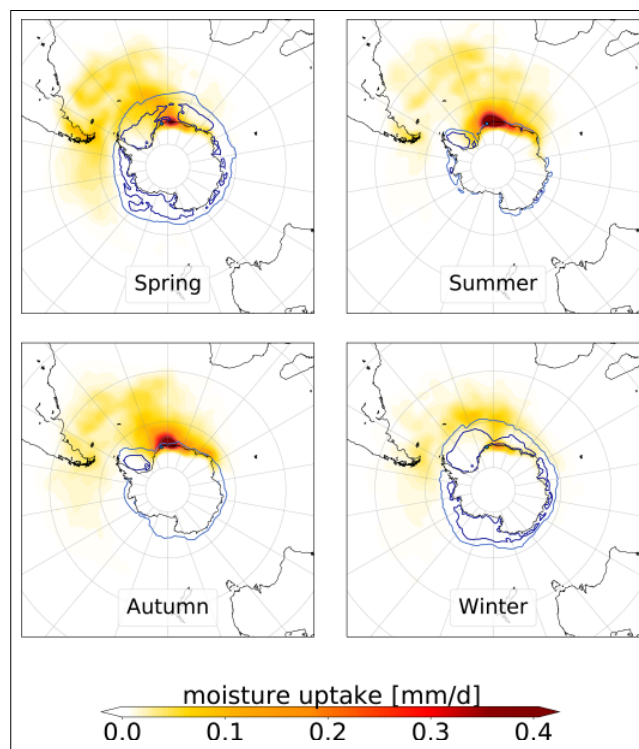 Spring
Summer
Autumn
Winter
moisture uptake [mm/d]
0.0 0.1 0.2 0.3 0.4